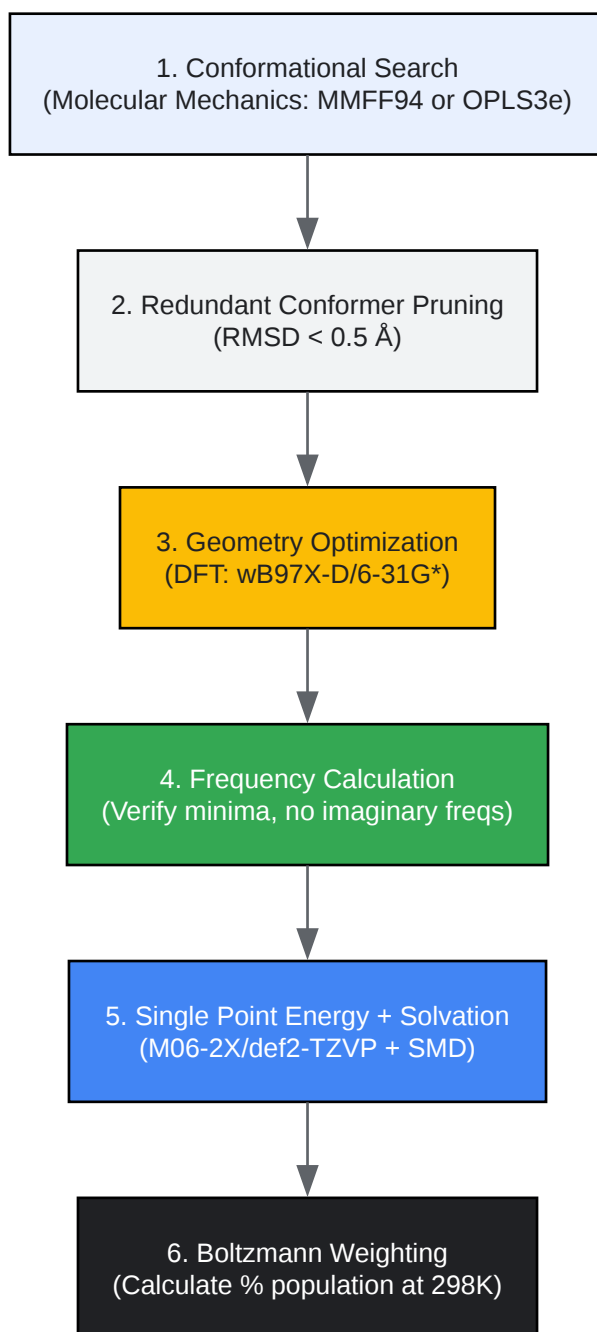 1. Conformational Search
(Molecular Mechanics: MMFF94 or OPLS3e)
2. Redundant Conformer Pruning
(RMSD < 0.5 Å)
3. Geometry Optimization
(DFT: wB97X-D/6-31G*)
4. Frequency Calculation
(Verify minima, no imaginary freqs)
5. Single Point Energy + Solvation
(M06-2X/def2-TZVP + SMD)
6. Boltzmann Weighting
(Calculate % population at 298K)